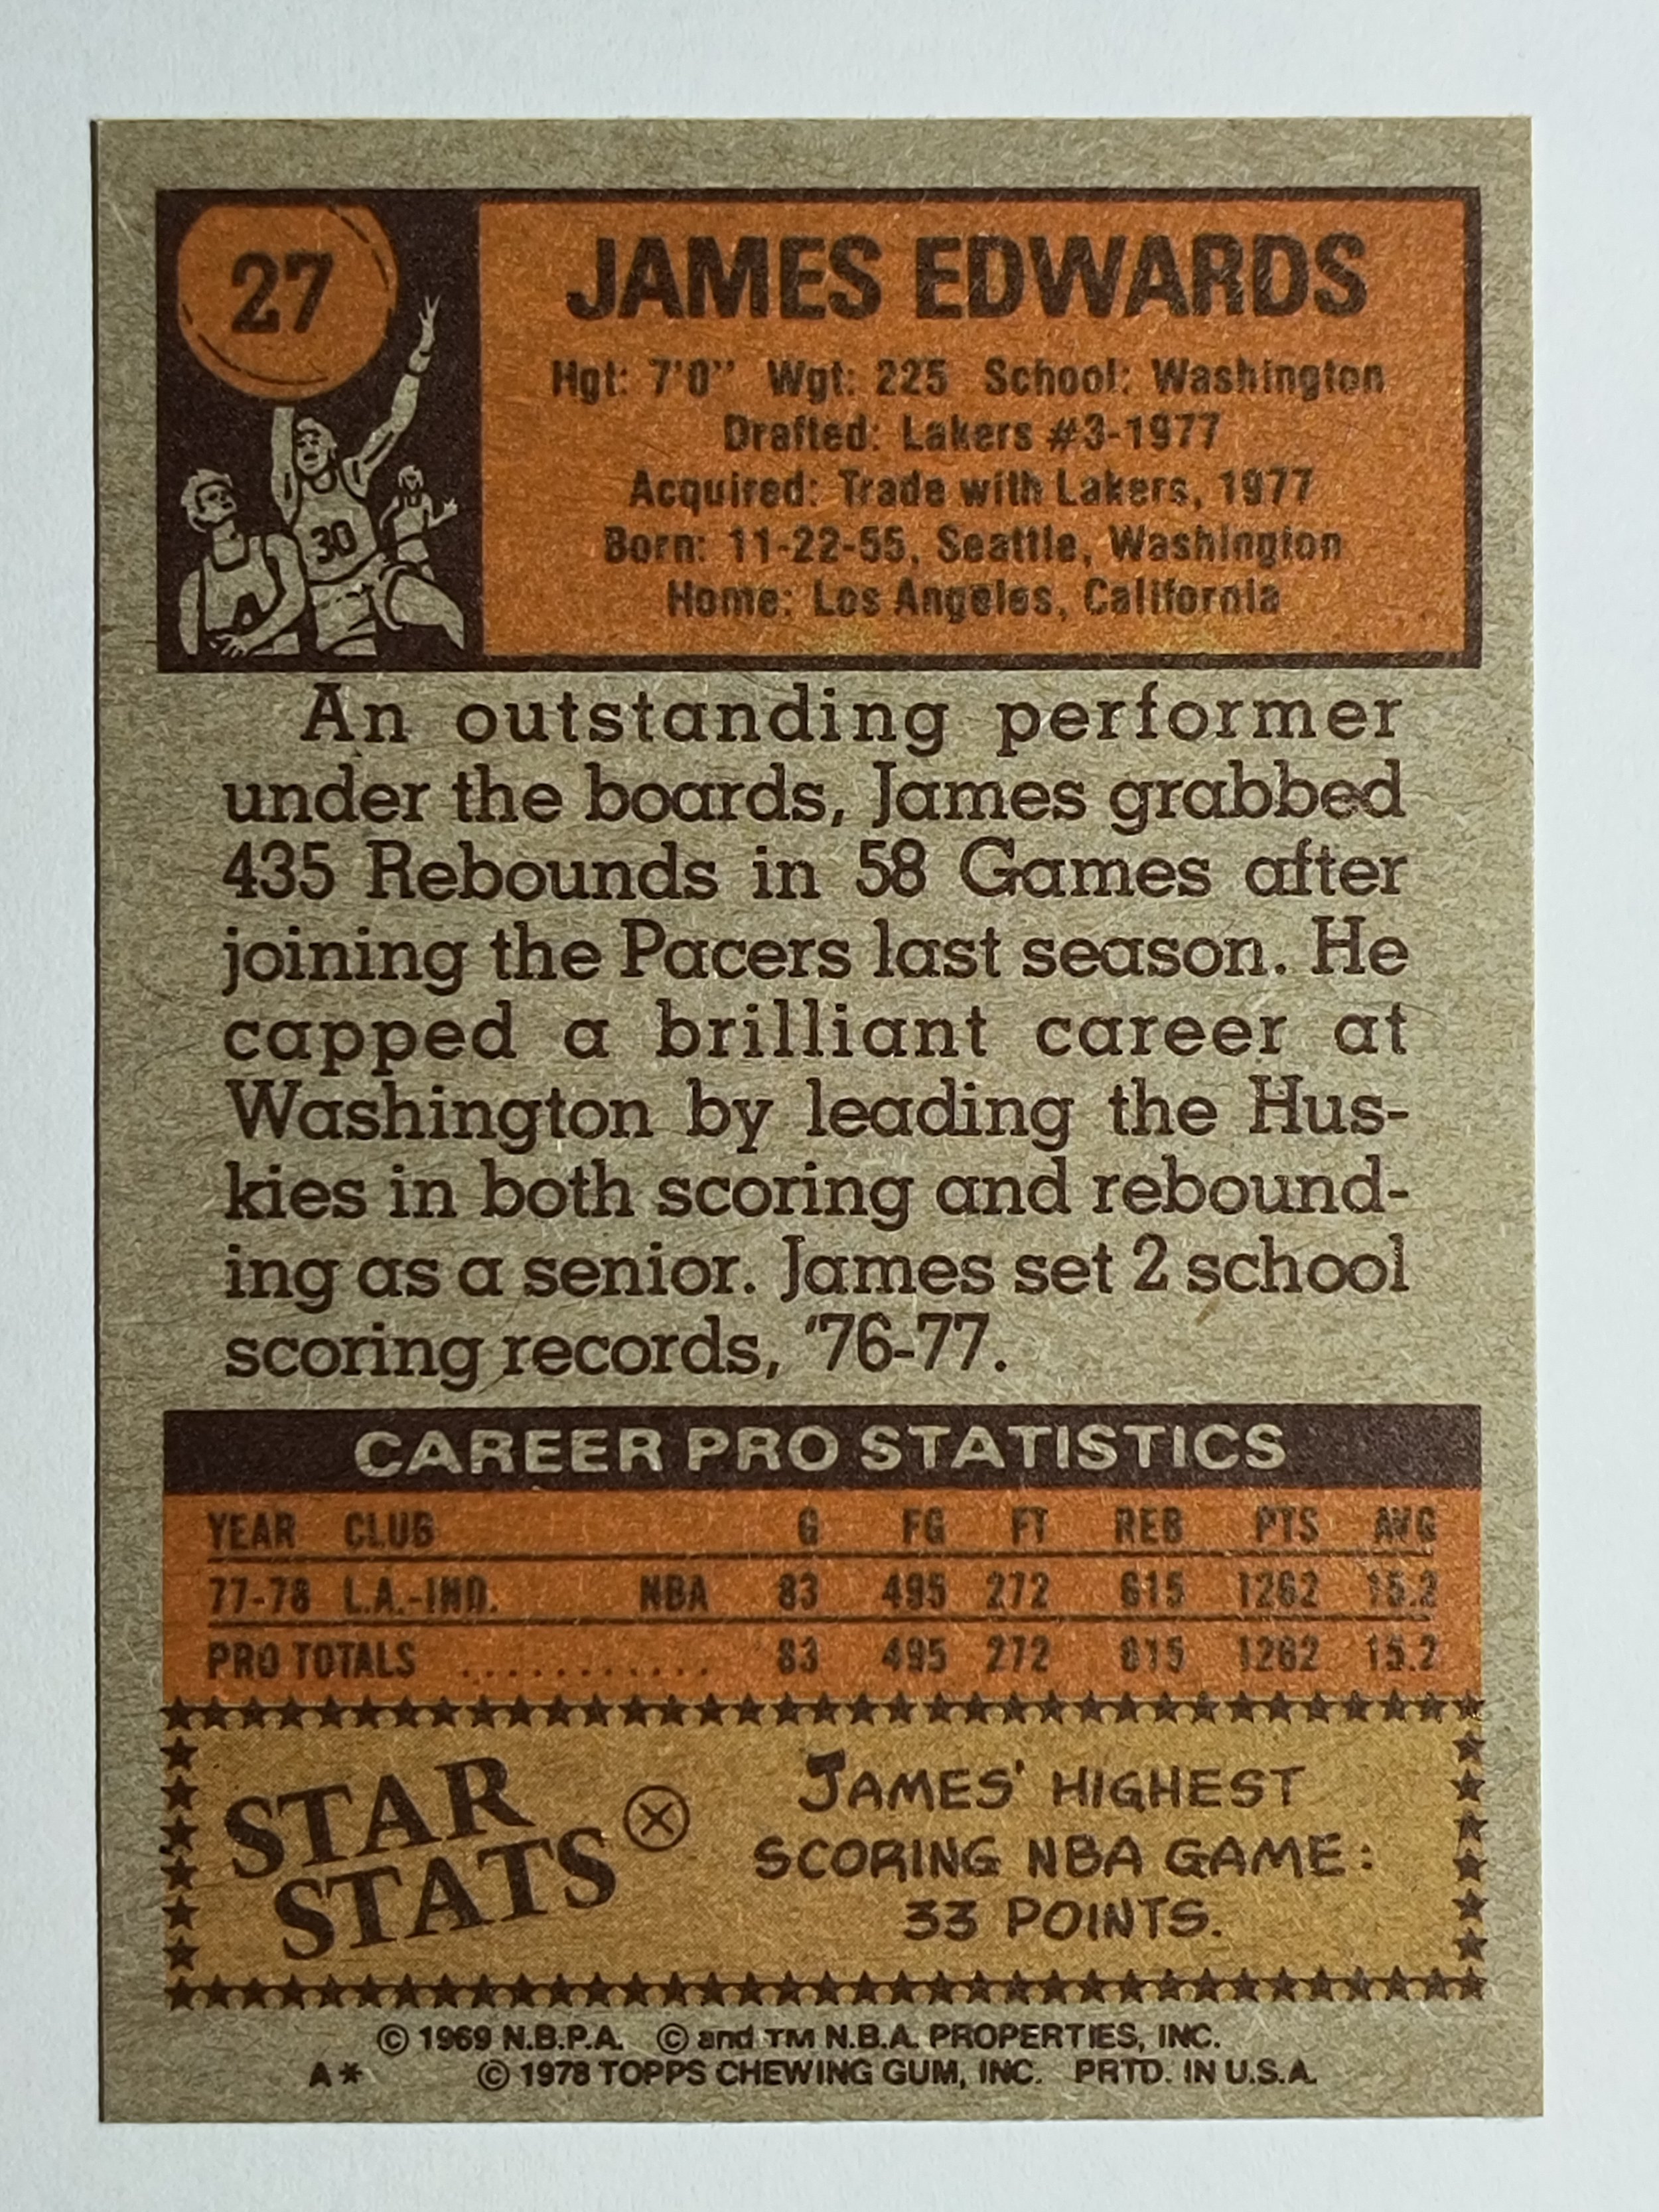 27
JAMES EDWARDS
Hgt: 7'0" Wgt: 225 School: Washington
Drafted: Lakers #3-1977
Acquired: Trade with Lakers, 1977
Born: 11-22-55, Seattle, Washington
Home: Los Angeles, California
30
An outstanding performer
under the boards, James grabbed
435 Rebounds in 58 Games after
joining the Pacers last season. He
capped a brilliant career at
Washington by leading the Hus-
kies in both scoring and rebound-
ing as a senior. James set 2 school
scoring records, '76-77.
CAREER PRO STATISTICS
YEAR CLUB G FG FT REB PTS AVG
77-78 L.A.-IND. NBA 83 495 272 615 1262 15.2
PRO TOTALS ............ 83 495 272 615 1262 15.2
STAR
STATS
JAMES' HIGHEST
SCORING NBA GAME:
33 POINTS.
© 1969 N.B.P.A. © and TM N.B.A. PROPERTIES, INC.
A* © 1978 TOPPS CHEWING GUM, INC. PRTD. IN U.S.A.